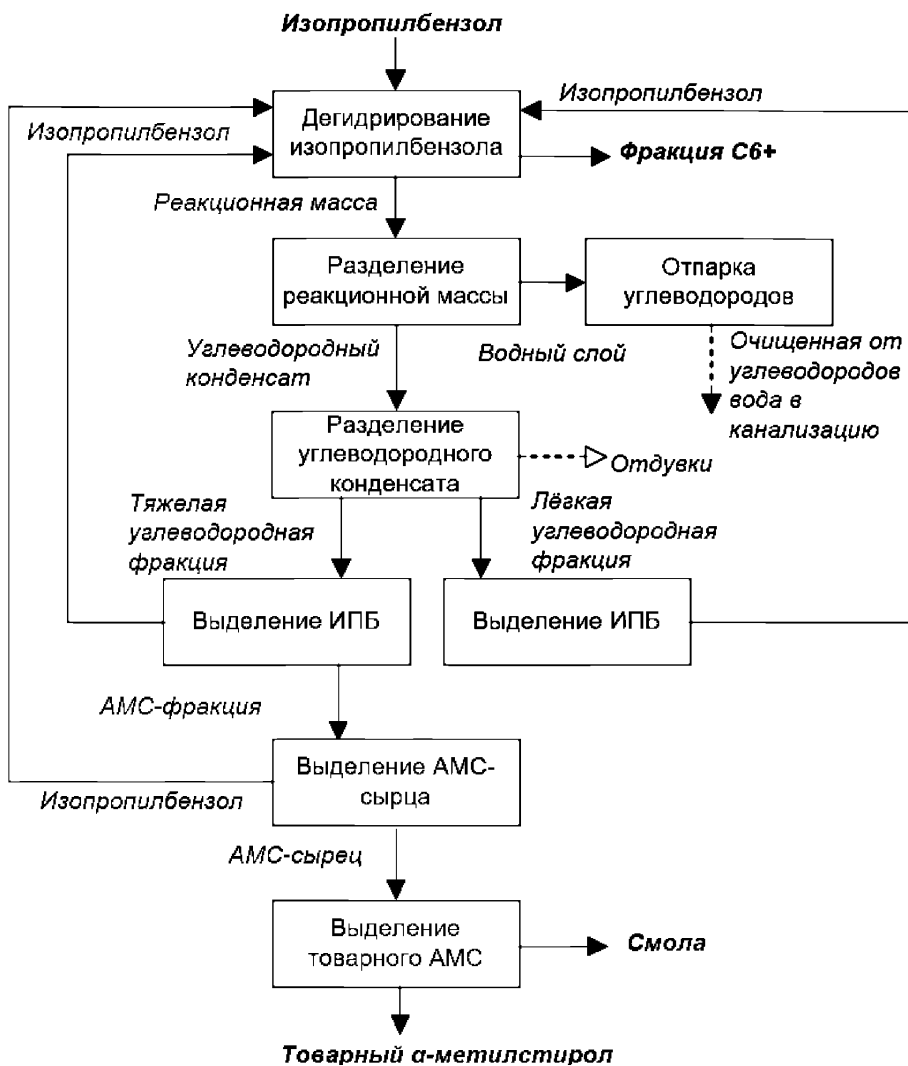 Изопропилбензол
Изопропилбензол
Дегидрирование
изопропилбензола
Изопропилбензол
Фракция С6+
Реакционная масса
Разделение
реакционной массы
Отпарка
углеводородов
Углеводородный
конденсат
Водный слой
Очищенная от
углеводородов
вода в
канализацию
Разделение
углеводородного
конденсата
Отдувки
Тяжелая
углеводородная
фракция
Лёгкая
углеводородная
фракция
Выделение ИПБ
Выделение ИПБ
АМС-фракция
Выделение АМС-
сырца
Изопропилбензол
АМС-сырец
Выделение
товарного АМС
Смола
Товарный α-метилстирол